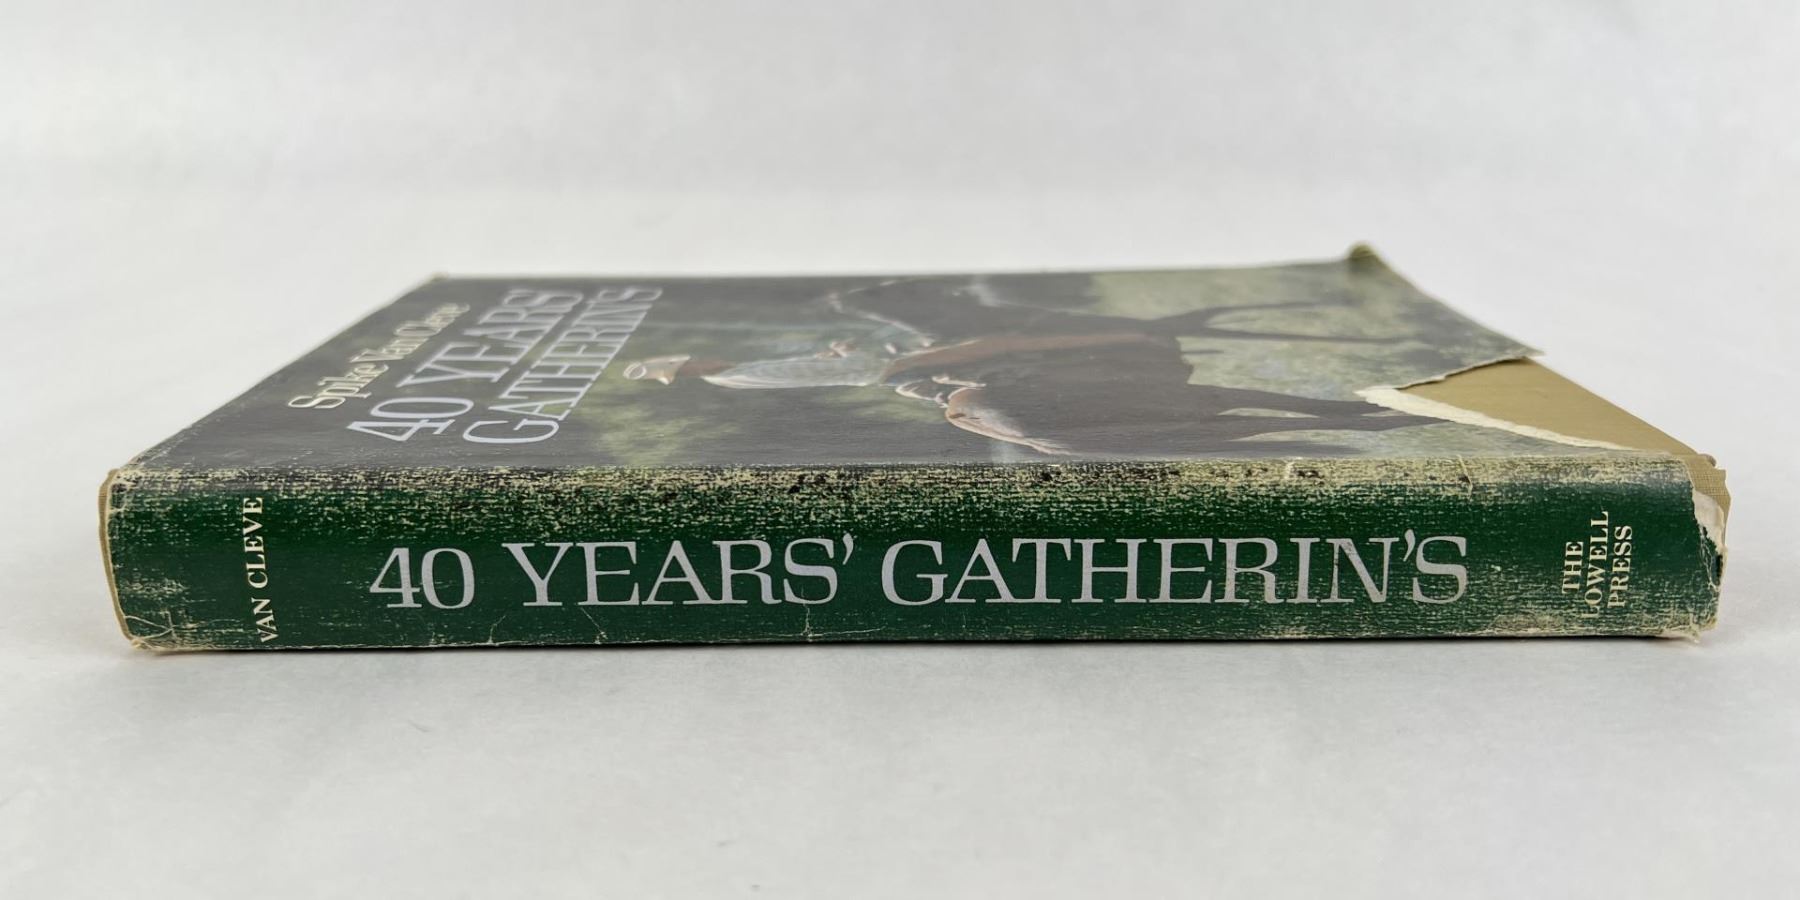 Spike Van Cleve
40 YEARS'
GATHERIN'S
VAN CLEVE
40 YEARS' GATHERIN'S
THE
LOWELL
PRESS